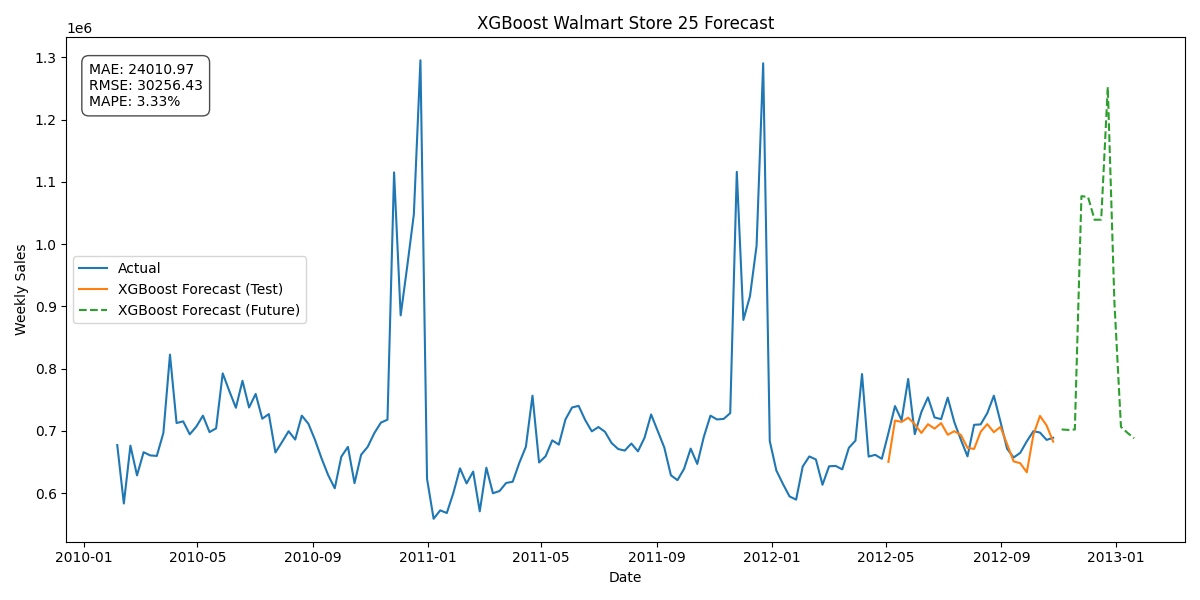 XGBoost Walmart Store 25 Forecast
1e6
MAE: 24010.97
RMSE: 30256.43
MAPE: 3.33%
1.3
1.2
1.1
1.0
0.9
0.8
0.7
0.6
Weekly Sales
Actual
XGBoost Forecast (Test)
XGBoost Forecast (Future)
2010-01 2010-05 2010-09 2011-01 2011-05 2011-09 2012-01 2012-05 2012-09 2013-01
Date